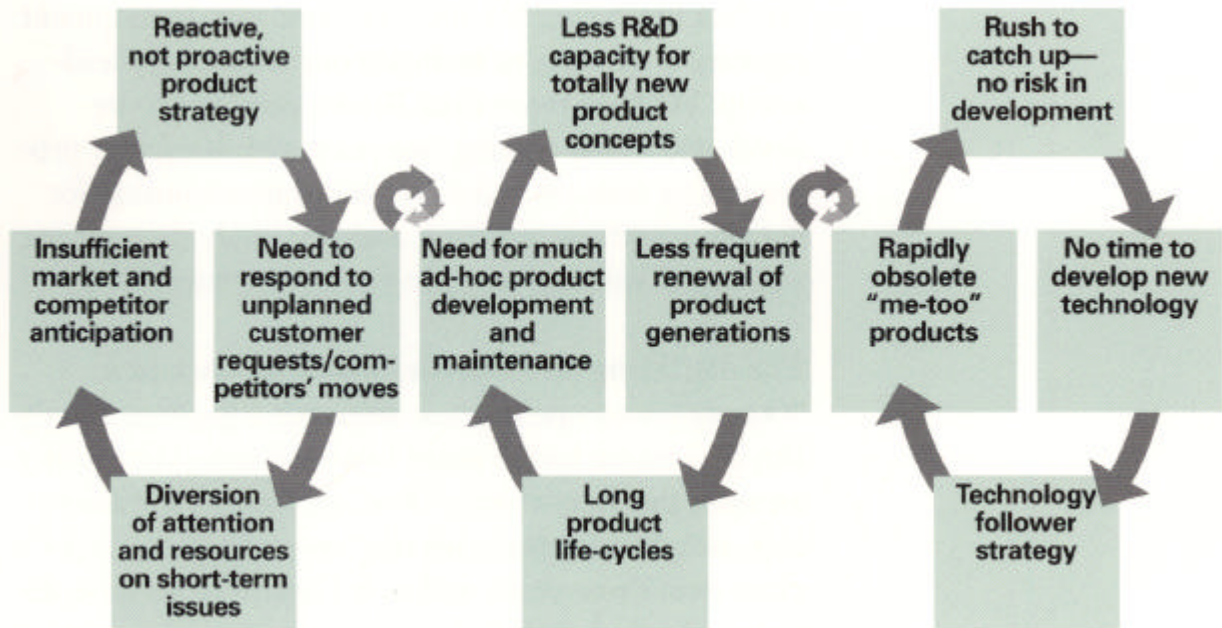 Reactive,
not proactive
product
strategy
Less R&D
capacity for
totally new
product
concepts
Rush to
catch up—
no risk in
development
Insufficient
market and
competitor
anticipation
Need to
respond to
unplanned
customer
requests/com-
petitors' moves
Need for much
ad-hoc product
development
and
maintenance
Less frequent
renewal of
product
generations
Rapidly
obsolete
"me-too"
products
No time to
develop new
technology
Diversion
of attention
and resources
on short-term
issues
Long
product
life-cycles
Technology
follower
strategy